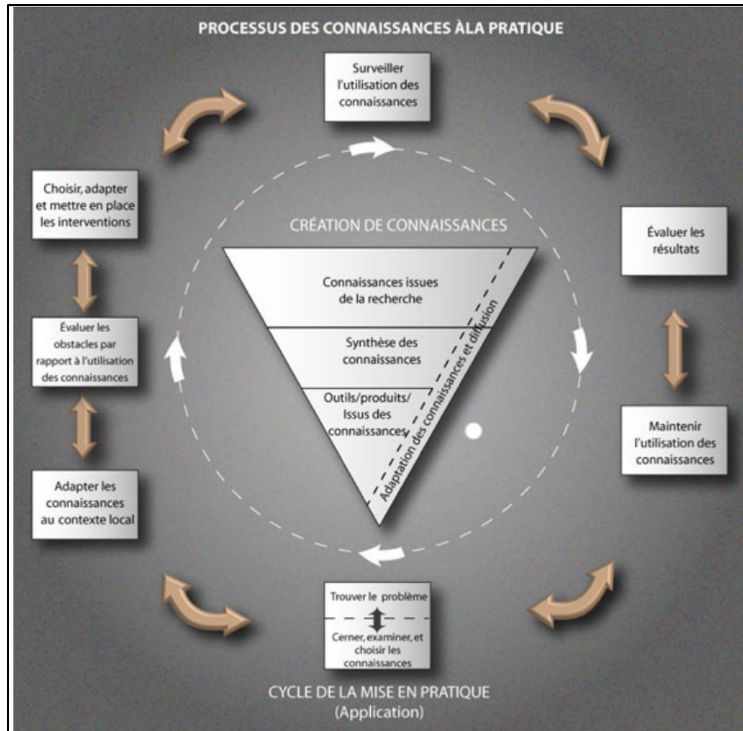 PROCESSUS DES CONNAISSANCES ÀLA PRATIQUE
Surveiller
l'utilisation des
connaissances
Choisir, adapter
et mettre en place
les interventions
CRÉATION DE CONNAISSANCES
Évaluer les
résultats
Connaissances issues
de la recherche
Évaluer les
obstacles par
rapport à l'utilisation
des connaissances
Synthèse des
connaissances
Outils/produits/
Issus des
connaissances
Adaptation des connaissances et diffusion
Maintenir
l'utilisation des
connaissances
Adapter les
connaissances
au contexte local
Trouver le problème
Cerner, examiner, et
choisir les
connaissances
CYCLE DE LA MISE EN PRATIQUE
(Application)